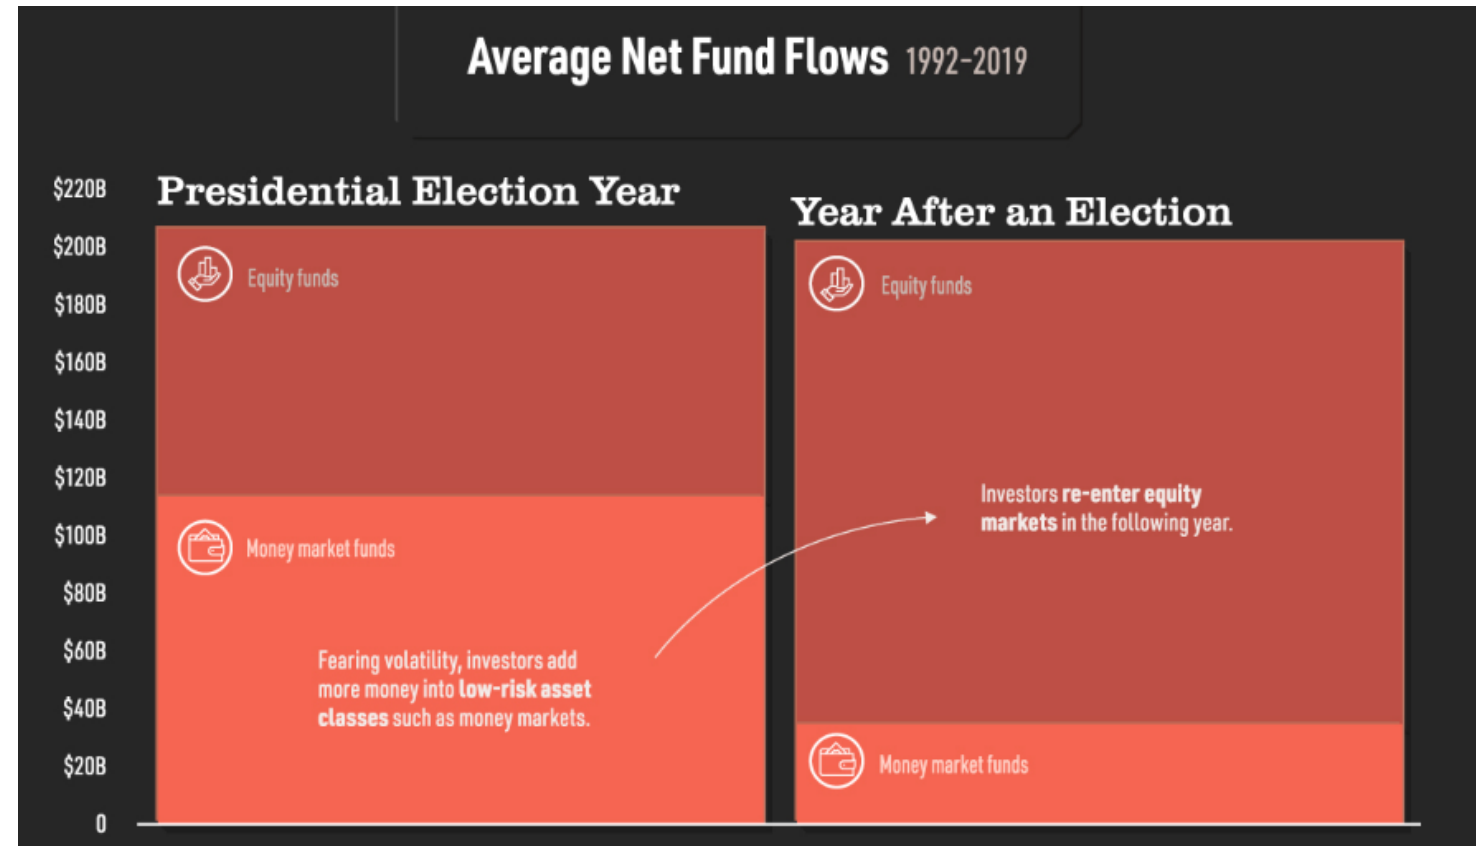 Average Net Fund Flows 1992-2019
$220B
$200B
$180B
$160B
$140B
$120B
$100B
$80B
$60B
$40B
$20B
0
Presidential Election Year
Equity funds
Money market funds
Fearing volatility, investors add
more money into low-risk asset
classes such as money markets.
Year After an Election
Equity funds
Investors re-enter equity
markets in the following year.
Money market funds